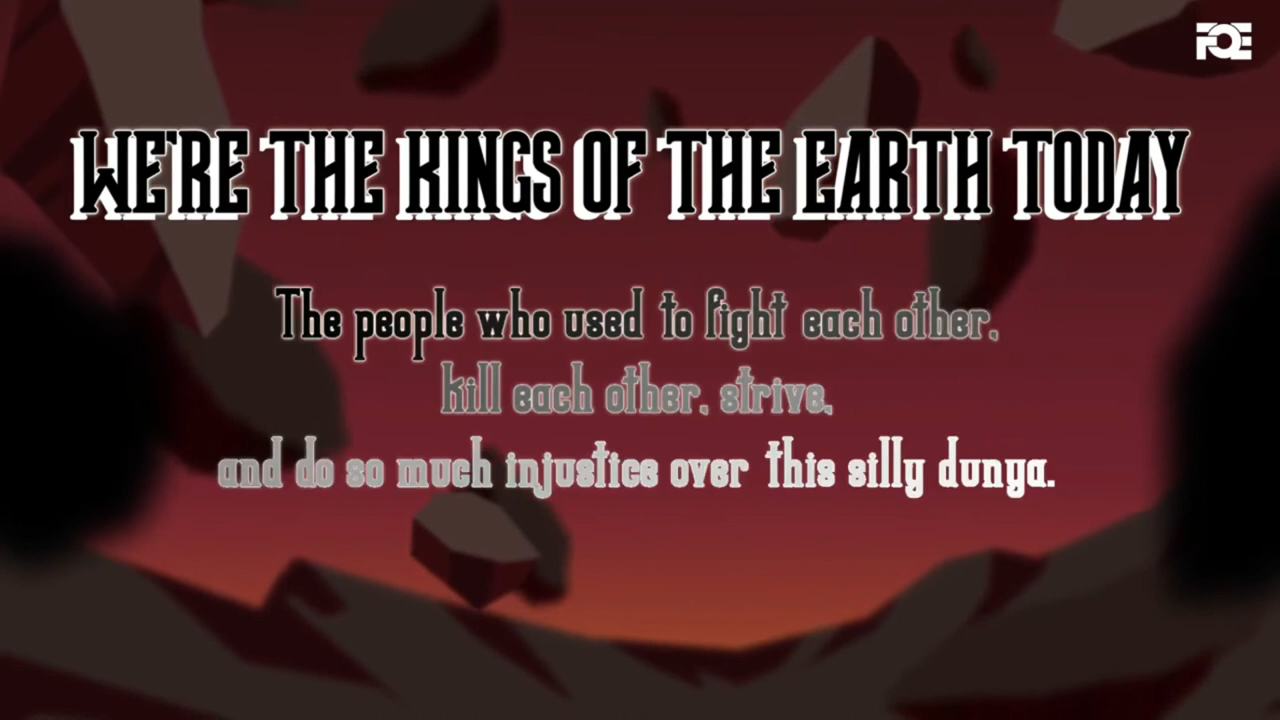 FQE
WE'RE THE KINGS OF THE EARTH TODAY
The people who used to fight each other,
kill each other, strive,
and do so much injustice over this silly dunya.